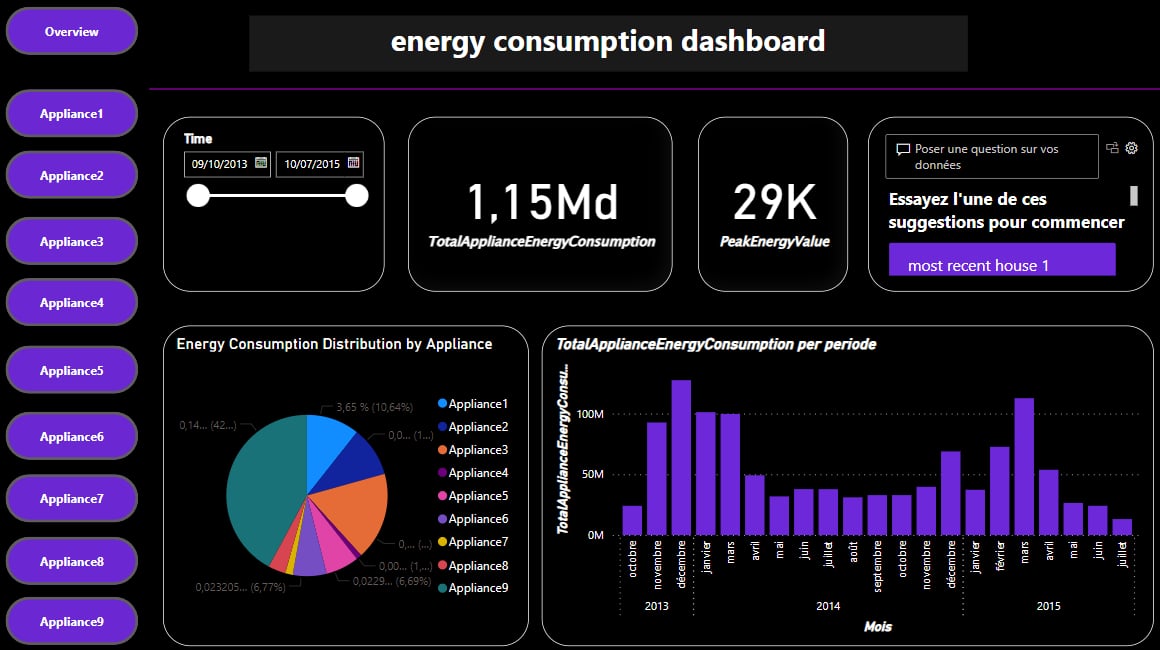 Overview
Appliance1
Appliance2
Appliance3
Appliance4
Appliance5
Appliance6
Appliance7
Appliance8
Appliance9
energy consumption dashboard
Time
09/10/2013
10/07/2015
1,15Md
TotalApplianceEnergyConsumption
29K
PeakEnergyValue
Poser une question sur vos
données
Essayez l'une de ces
suggestions pour commencer
most recent house 1
Energy Consumption Distribution by Appliance
3,65 % (10,64%)
0,0... (1...)
0,... (...)
0,00... (1,...)
0,0229... (6,69%)
0,023205... (6,77%)
0,14... (42...)
Appliance1
Appliance2
Appliance3
Appliance4
Appliance5
Appliance6
Appliance7
Appliance8
Appliance9
TotalApplianceEnergyConsumption per periode
TotalApplianceEnergyConsu...
100M
50M
0M
octobre
novembre
décembre
janvier
mars
avril
mai
juin
juillet
août
septembre
octobre
novembre
décembre
janvier
février
mars
avril
mai
juin
juillet
2013
2014
2015
Mois